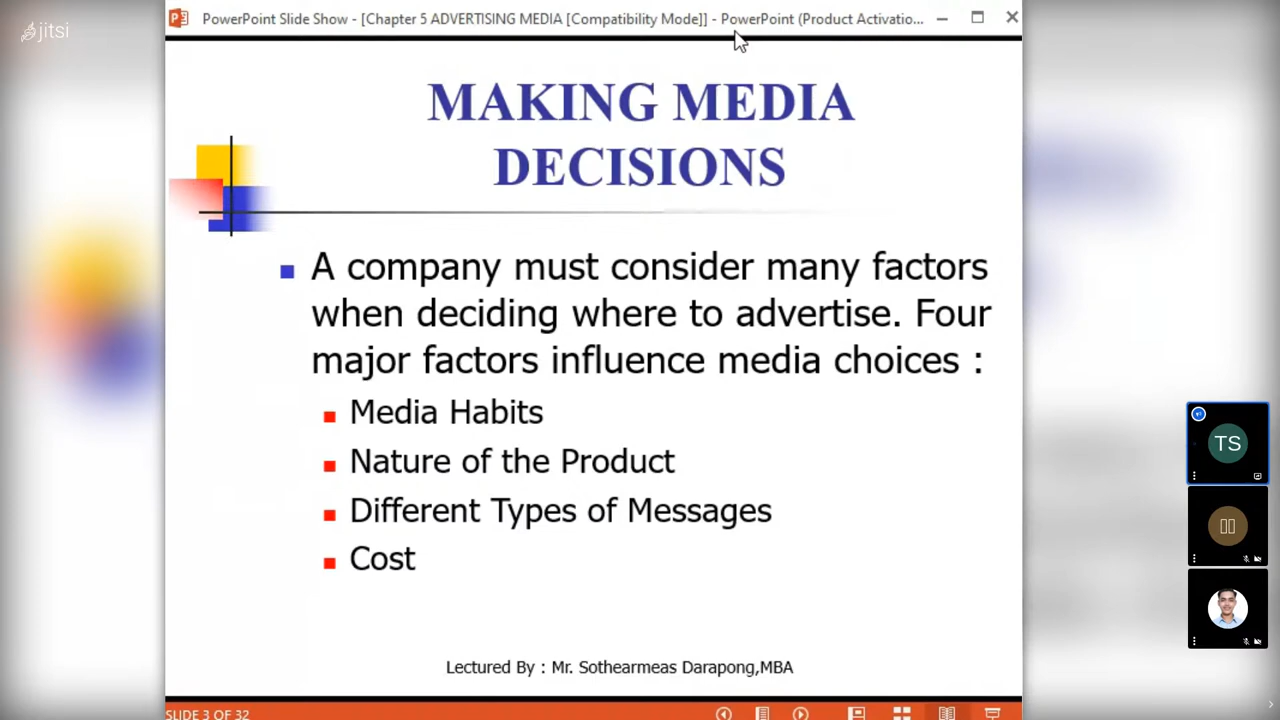 jitsi
PowerPoint Slide Show - [Chapter 5 ADVERTISING MEDIA [Compatibility Mode]] - PowerPoint (Product Activatio...
MAKING MEDIA
DECISIONS
A company must consider many factors
when deciding where to advertise. Four
major factors influence media choices :
Media Habits
Nature of the Product
Different Types of Messages
Cost
Lectured By : Mr. Sothearmeas Darapong,MBA
SLIDE 3 OF 32
TS